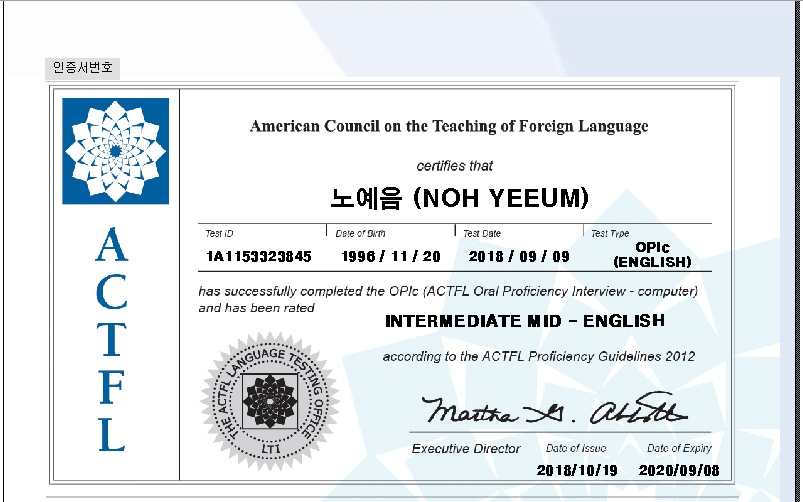 인증서번호
American Council on the Teaching of Foreign Language
certifies that
노예음 (NOH YEEUM)
Test ID
Date of Birth
Test Date
Test Type
1A1153323845
1996 / 11 / 20
2018 / 09 / 09
OPIc
(ENGLISH)
has successfully completed the OPIc (ACTFL Oral Proficiency Interview - computer)
and has been rated
INTERMEDIATE MID - ENGLISH
according to the ACTFL Proficiency Guidelines 2012
A
C
T
F
L
THE ACTFL LANGUAGE TESTING OFFICE
LTI
Martha G. Abbott
Executive Director
Date of Issue
Date of Expiry
2018/10/19
2020/09/08